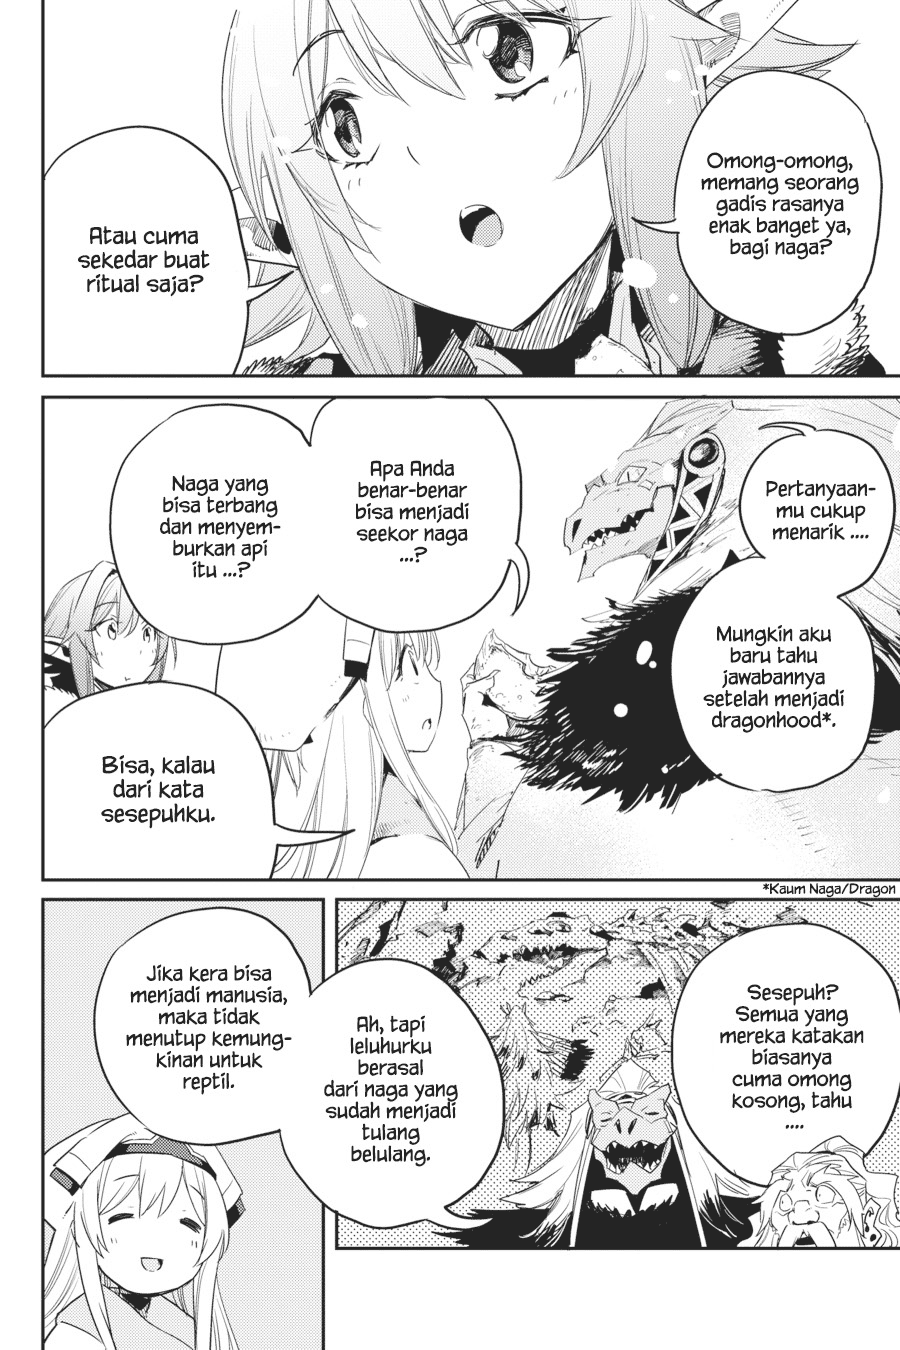 Omong-omong,
memang seorang
gadis rasanya
enak banget ya,
bagi naga?
Atau cuma
sekedar buat
ritual saja?
Pertanyaan-
mu cukup
menarik ....
Mungkin aku
baru tahu
jawabannya
setelah menjadi
dragonhood*.
Apa Anda
benar-benar
bisa menjadi
seekor naga
...?
Naga yang
bisa terbang
dan menyem-
burkan api
itu ...?
Bisa, kalau
dari kata
sesepuhku.
*Kaum Naga/Dragon
Sesepuh?
Semua yang
mereka katakan
biasanya
cuma omong
kosong, tahu
....
Ah, tapi
leluhurku
berasal
dari naga yang
sudah menjadi
tulang
belulang.
Jika kera bisa
menjadi manusia,
maka tidak
menutup kemung-
kinan untuk
reptil.